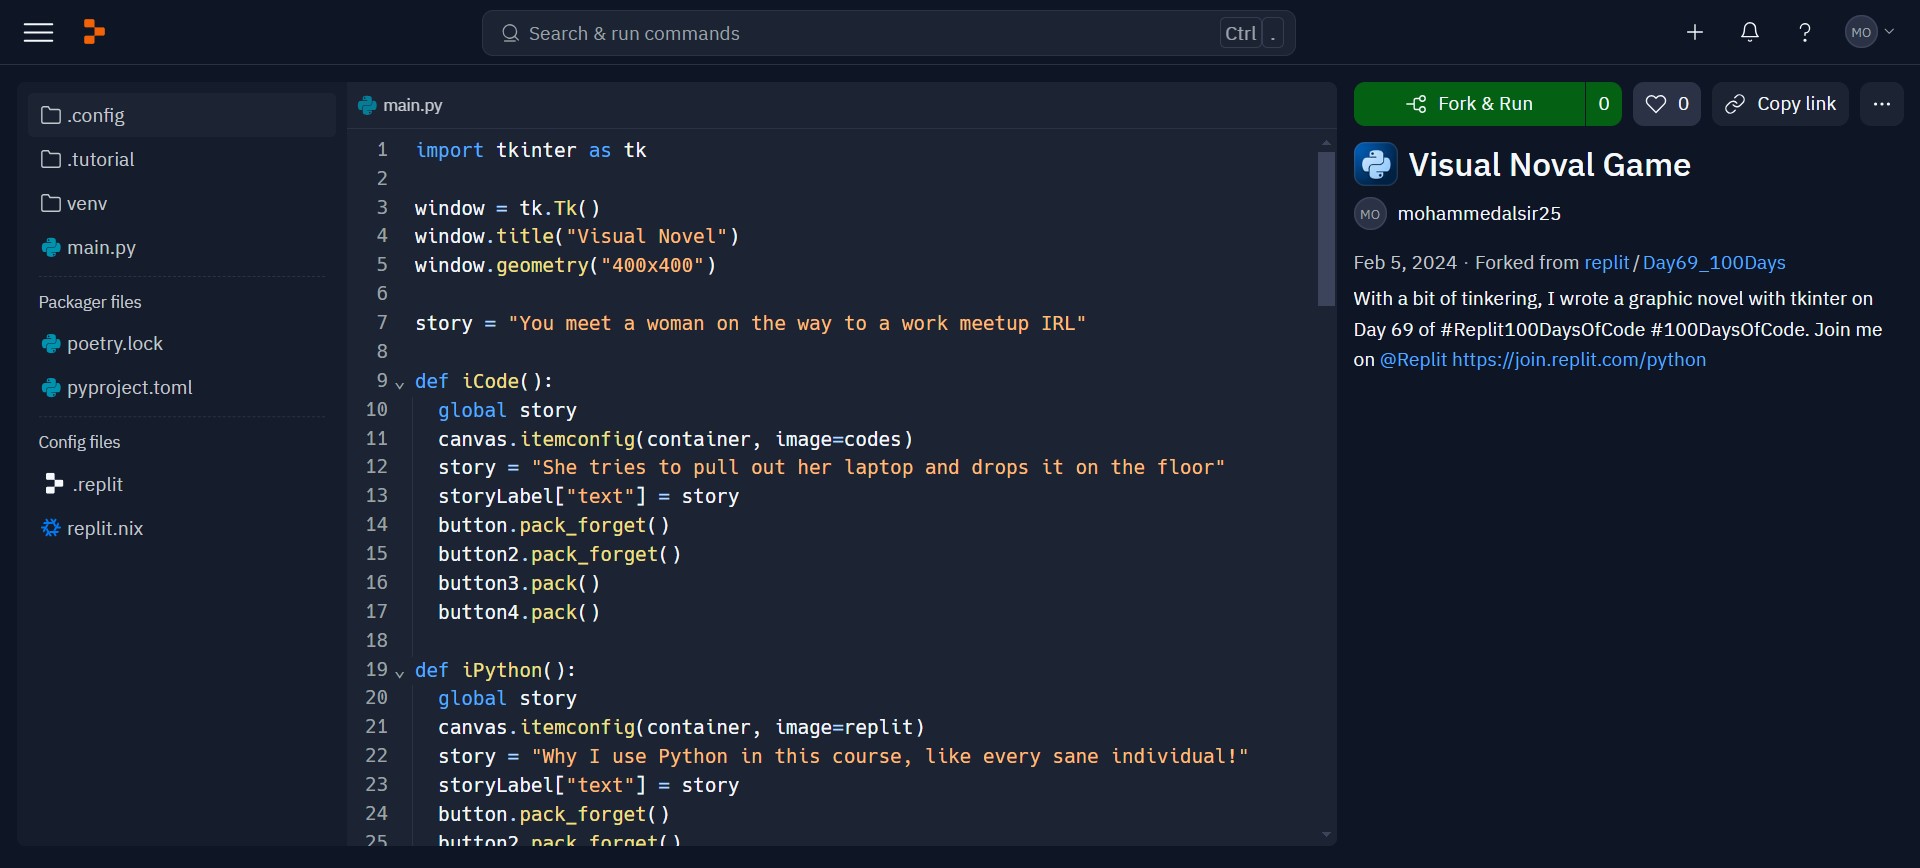 Search & run commands
Ctrl .
MO
.config
.tutorial
venv
main.py
Packager files
poetry.lock
pyproject.toml
Config files
.replit
replit.nix
main.py
1 import tkinter as tk
2
3 window = tk.Tk()
4 window.title("Visual Novel")
5 window.geometry("400x400")
6
7 story = "You meet a woman on the way to a work meetup IRL"
8
9 def iCode():
10 global story
11 canvas.itemconfig(container, image=codes)
12 story = "She tries to pull out her laptop and drops it on the floor"
13 storyLabel["text"] = story
14 button.pack_forget()
15 button2.pack_forget()
16 button3.pack()
17 button4.pack()
18
19 def iPython():
20 global story
21 canvas.itemconfig(container, image=replit)
22 story = "Why I use Python in this course, like every sane individual!"
23 storyLabel["text"] = story
24 button.pack_forget()
25 button2.pack_forget()
Fork & Run 0
0
Copy link
Visual Noval Game
MO mohammedalsir25
Feb 5, 2024 · Forked from replit/Day69_100Days
With a bit of tinkering, I wrote a graphic novel with tkinter on
Day 69 of #Replit100DaysOfCode #100DaysOfCode. Join me
on @Replit https://join.replit.com/python